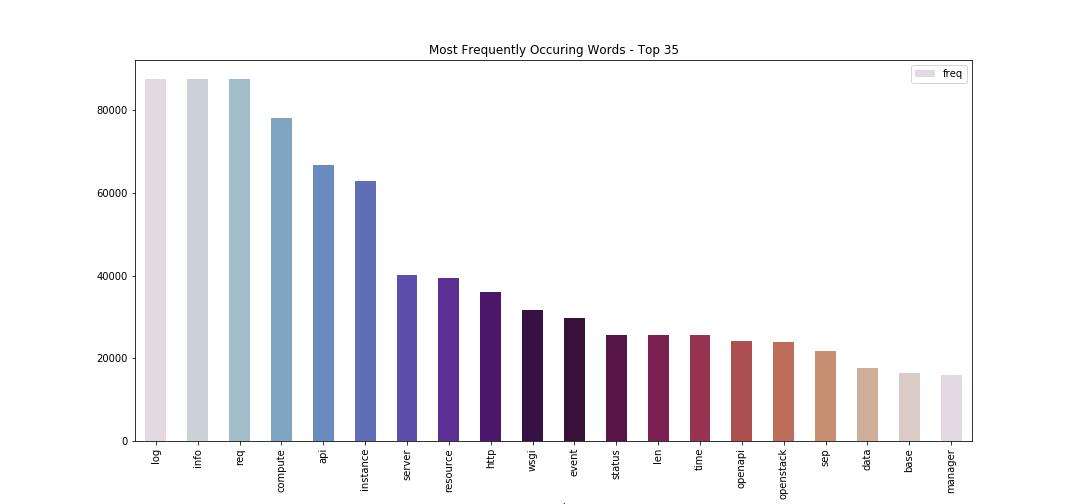 Most Frequently Occuring Words - Top 35
freq
80000
60000
40000
20000
0
log
info
req
compute
api
instance
server
resource
http
wsgi
event
status
len
time
openapi
openstack
sep
data
base
manager